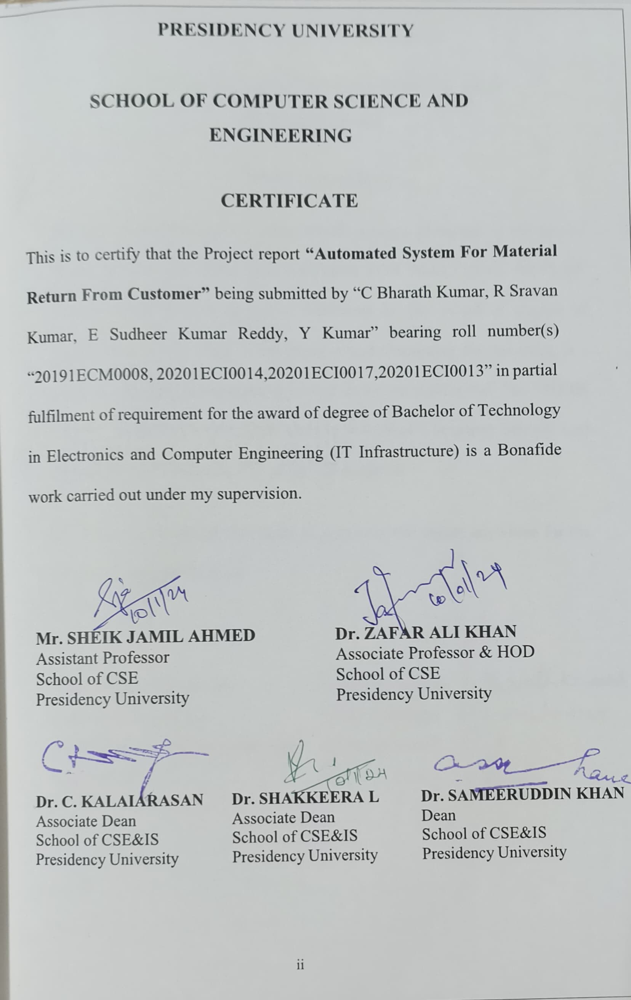 PRESIDENCY UNIVERSITY
SCHOOL OF COMPUTER SCIENCE AND
ENGINEERING
CERTIFICATE
This is to certify that the Project report “Automated System For Material
Return From Customer” being submitted by “C Bharath Kumar, R Sravan
Kumar, E Sudheer Kumar Reddy, Y Kumar” bearing roll number(s)
“20191ECM0008, 20201ECI0014,20201ECI0017,20201ECI0013” in partial
fulfilment of requirement for the award of degree of Bachelor of Technology
in Electronics and Computer Engineering (IT Infrastructure) is a Bonafide
work carried out under my supervision.
10/1/24
Mr. SHEIK JAMIL AHMED
Assistant Professor
School of CSE
Presidency University
Dr. ZAFAR ALI KHAN
Associate Professor & HOD
School of CSE
Presidency University
Dr. C. KALAIARASAN
Associate Dean
School of CSE&IS
Presidency University
10/1/24
Dr. SHAKKEERA L
Associate Dean
School of CSE&IS
Presidency University
Dr. SAMEERUDDIN KHAN
Dean
School of CSE&IS
Presidency University
ii